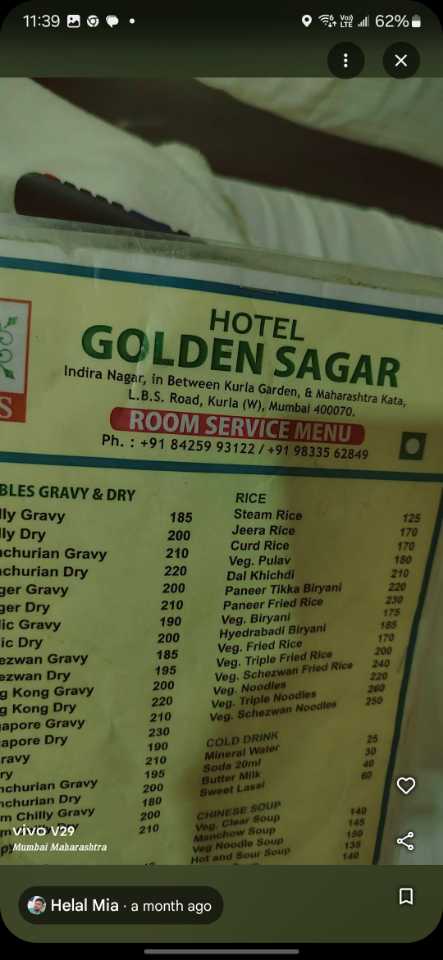 11:39
62%
HOTEL
GOLDEN SAGAR
Indira Nagar, in Between Kurla Garden, & Maharashtra Kata,
L.B.S. Road, Kurla (W), Mumbai 400070.
ROOM SERVICE MENU
Ph. : +91 84259 93122 / +91 98335 62849
S
BLES GRAVY & DRY
lly Gravy 185
lly Dry 200
nchurian Gravy 210
nchurian Dry 220
ger Gravy 200
ger Dry 210
lic Gravy 190
ic Dry 200
ezwan Gravy 185
ezwan Dry 195
g Kong Gravy 200
g Kong Dry 220
gapore Gravy 210
apore Dry 230
ravy 190
ry 210
nchurian Gravy 195
nchurian Dry 200
m Chilly Gravy 180
200
210
RICE
Steam Rice 125
Jeera Rice 170
Curd Rice 170
Veg. Pulav 180
Dal Khichdi 210
Paneer Tikka Biryani 220
Paneer Fried Rice 230
Veg. Biryani 175
Hyedrabadi Biryani 185
Veg. Fried Rice 170
Veg. Triple Fried Rice 200
Veg. Schezwan Fried Rice 240
Veg. Noodles 220
Veg. Triple Noodles 260
Veg. Schezwan Noodles 250
COLD DRINK
Mineral Water 25
Soda 20ml 30
Butter Milk 40
Sweet Lassi 60
CHINESE SOUP
Veg. Clear Soup 140
Manchow Soup 145
Veg Noodle Soup 150
Hot and Sour Soup 135
140
vivo V29
Mumbai Maharashtra
Helal Mia · a month ago